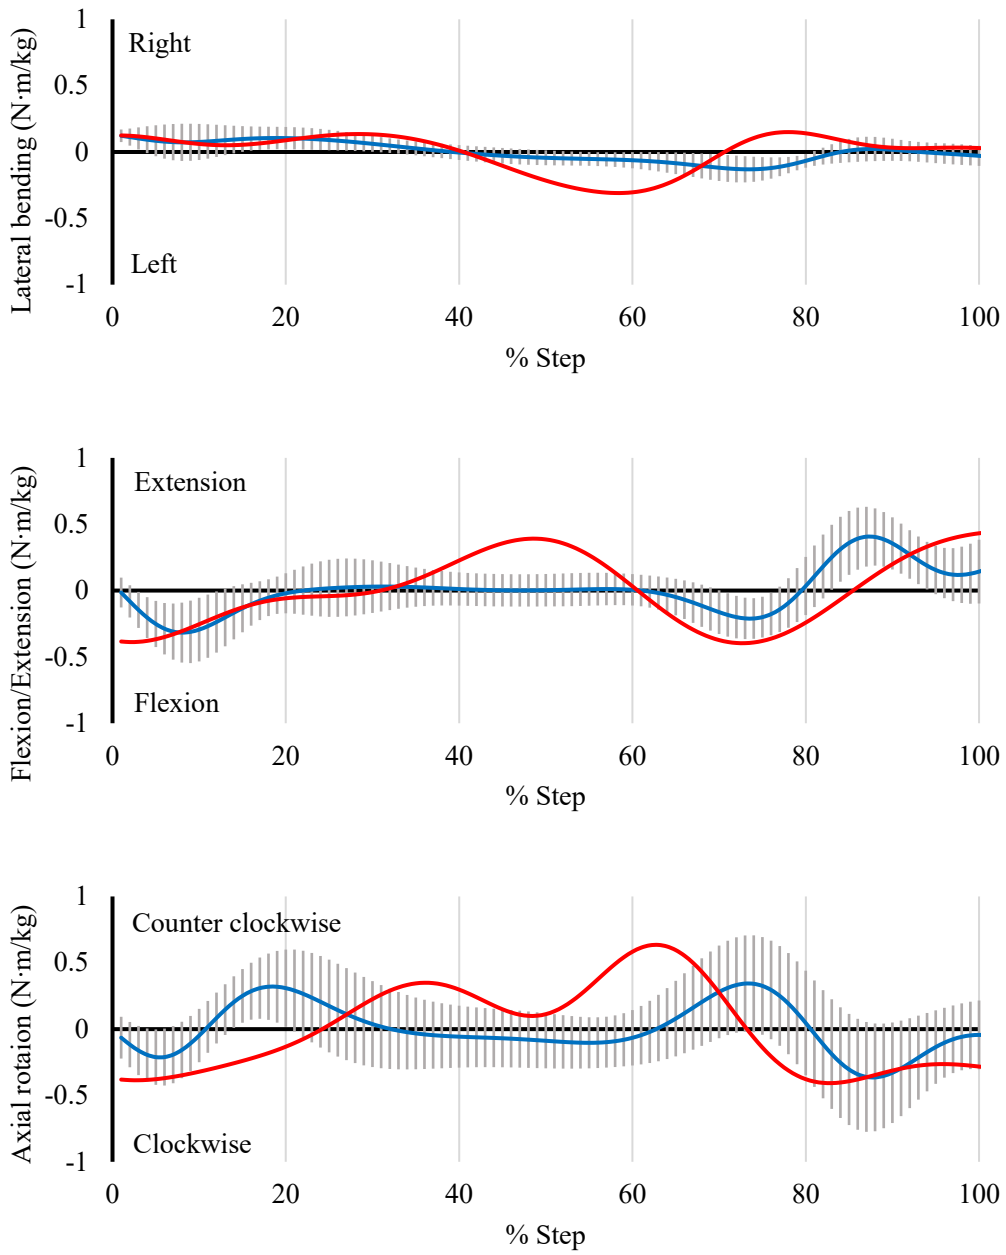 Lateral bending (N·m/kg)
1
0.5
0
-0.5
-1
Right
Left
0 20 40 60 80 100
% Step
Flexion/Extension (N·m/kg)
1
0.5
0
-0.5
-1
Extension
Flexion
0 20 40 60 80 100
% Step
Axial rotaion (N·m/kg)
1
0.5
0
-0.5
-1
Counter clockwise
Clockwise
0 20 40 60 80 100
% Step